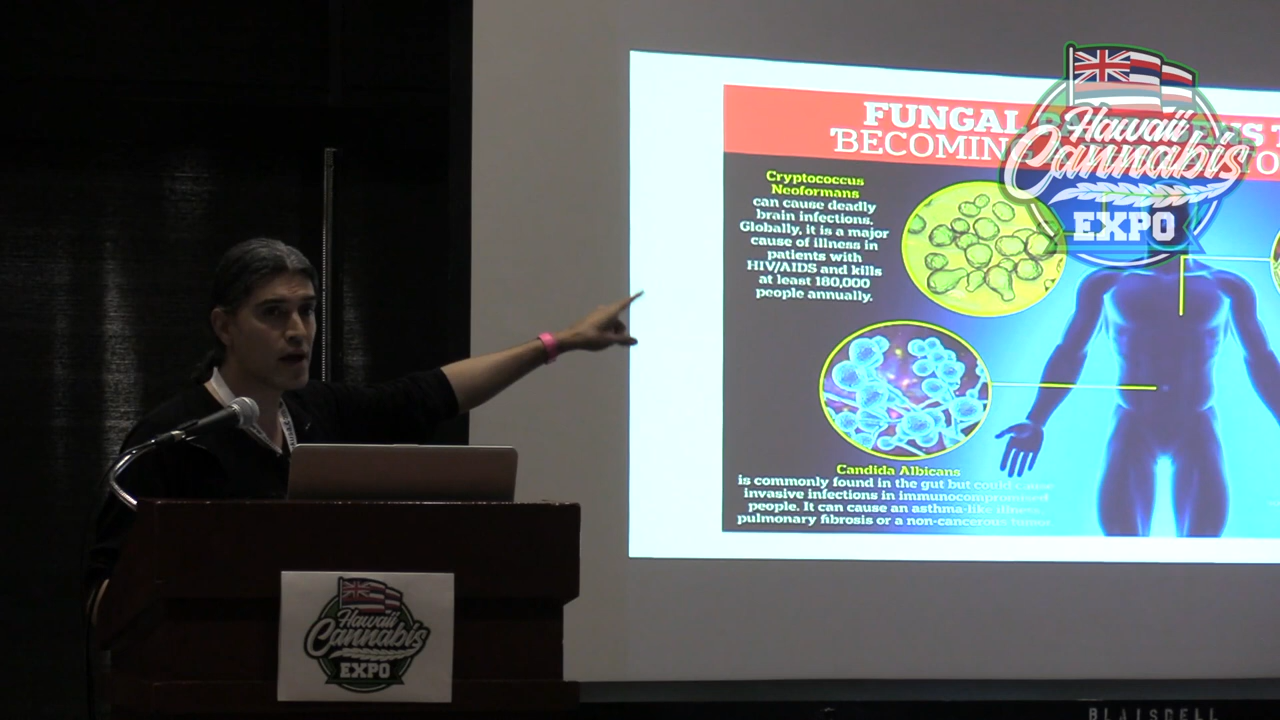 FUNGAL
BECOMING
Hawaii
Cannabis
EXPO
Cryptococcus
Neoformans
can cause deadly
brain infections.
Globally, it is a major
cause of illness in
patients with
HIV/AIDS and kills
at least 180,000
people annually.
Candida Albicans
is commonly found in the gut but could cause
invasive infections in immunocompromised
people. It can cause an asthma-like illness,
pulmonary fibrosis or a non-cancerous tumor
Hawaii
Cannabis
EXPO
BLAISDELL